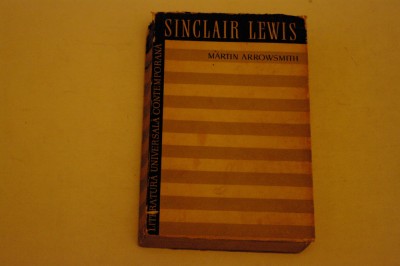 SINCLAIR LEWIS
MARTIN ARROWSMITH
LITERATURA UNIVERSALĂ CONTEMPORANĂ